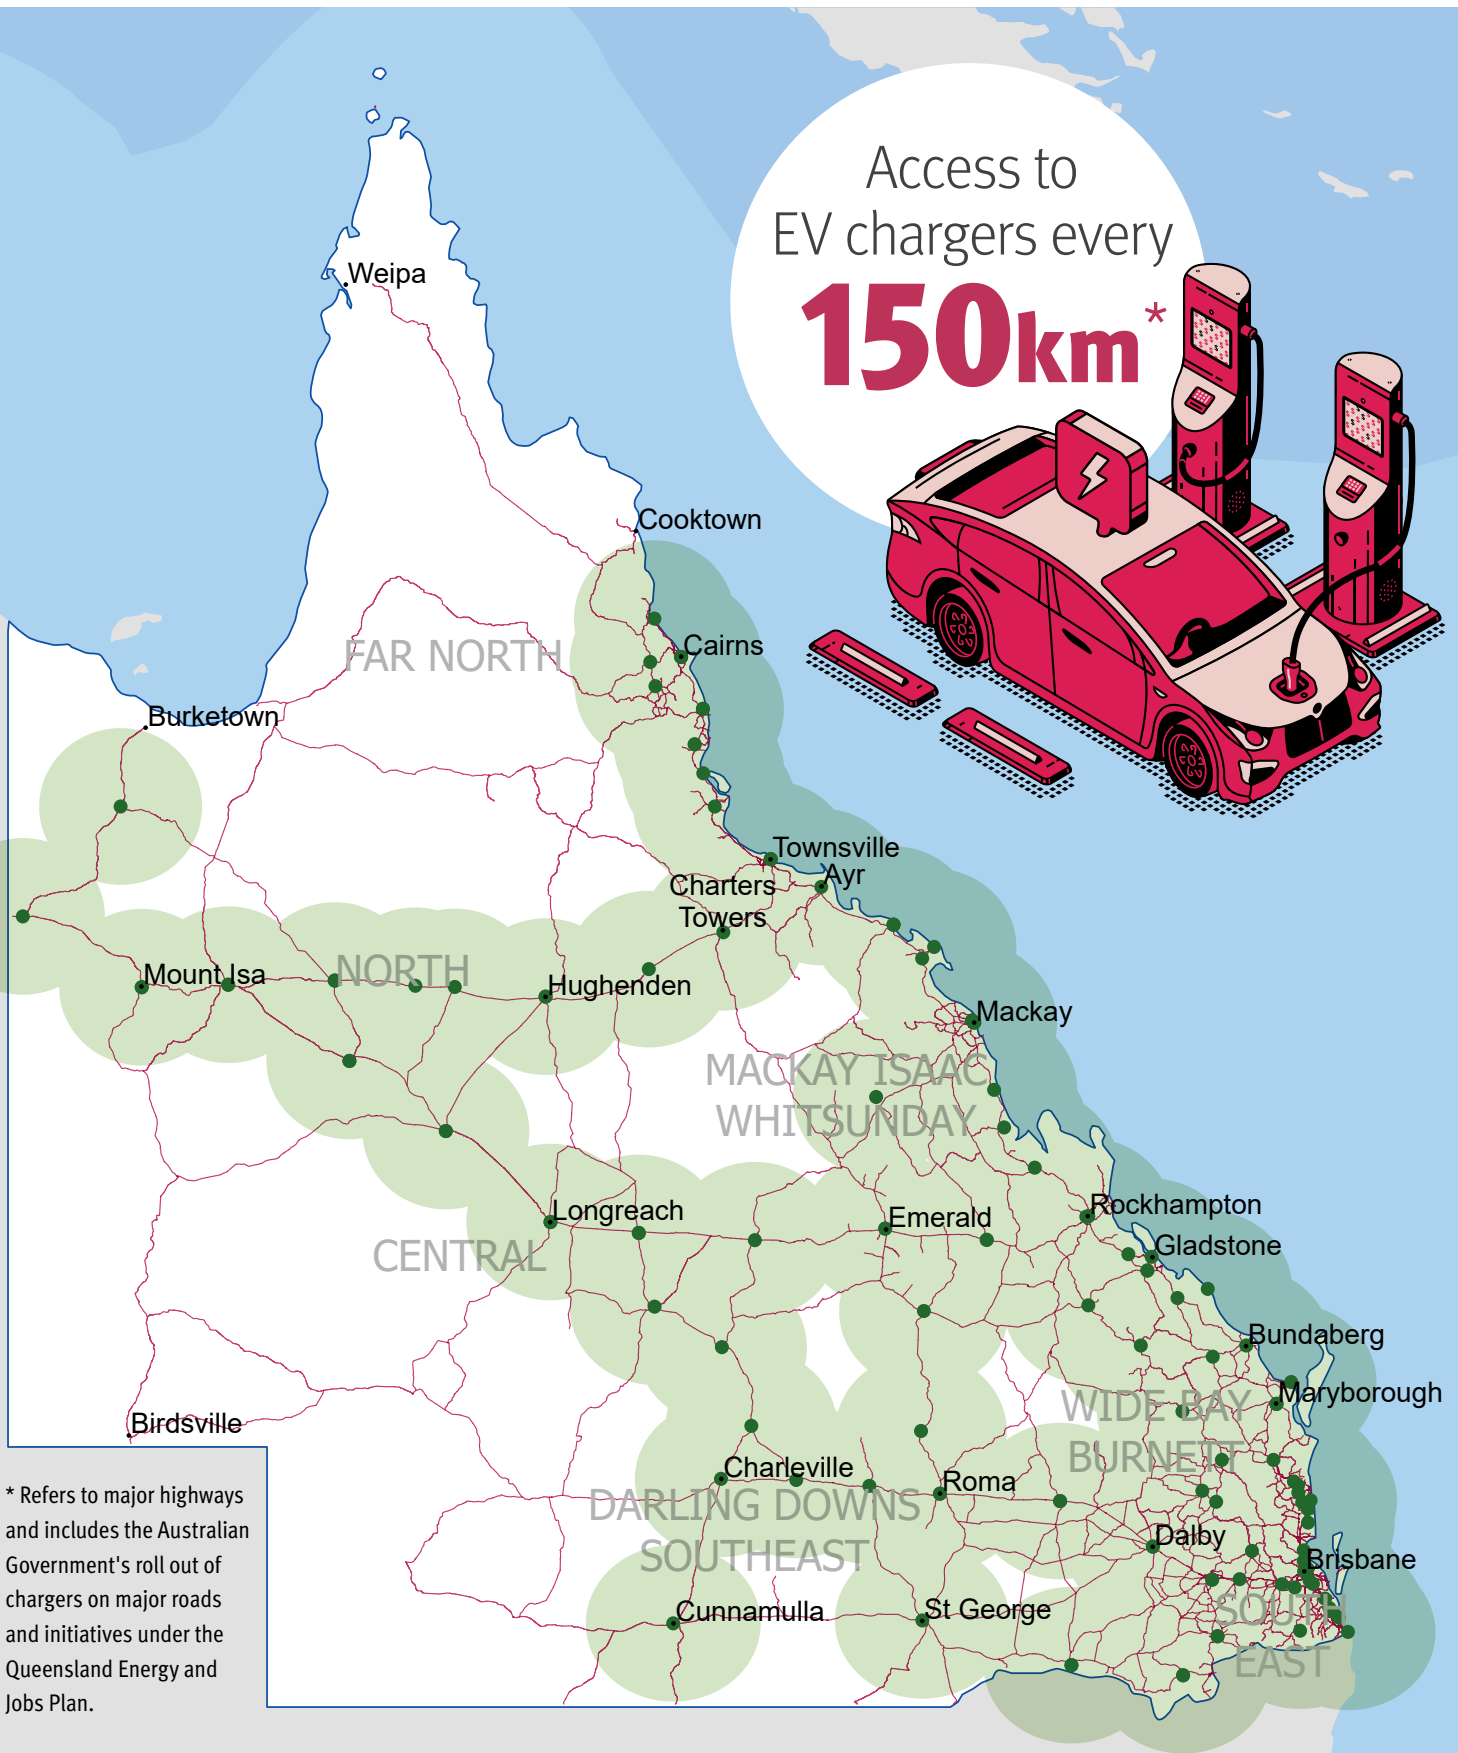 Access to
EV chargers every
150km*
Weipa
Cooktown
FAR NORTH
Cairns
Burketown
Townsville
Ayr
Charters
Towers
Mount Isa
NORTH
Hughenden
Mackay
MACKAY ISAAC
WHITSUNDAY
Longreach
Emerald
Rockhampton
Gladstone
CENTRAL
Bundaberg
Maryborough
WIDE BAY
BURNETT
Birdsville
Charleville
Roma
DARLING DOWNS
SOUTHEAST
Dalby
Brisbane
Cunnamulla
St George
SOUTH
EAST
* Refers to major highways
and includes the Australian
Government's roll out of
chargers on major roads
and initiatives under the
Queensland Energy and
Jobs Plan.